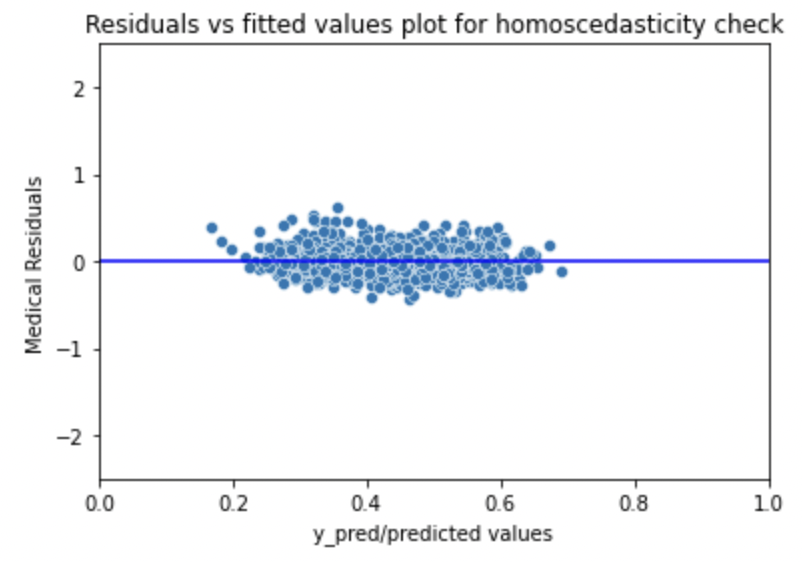 Residuals vs fitted values plot for homoscedasticity check
Medical Residuals
2
1
0
−1
−2
0.0 0.2 0.4 0.6 0.8 1.0
y_pred/predicted values